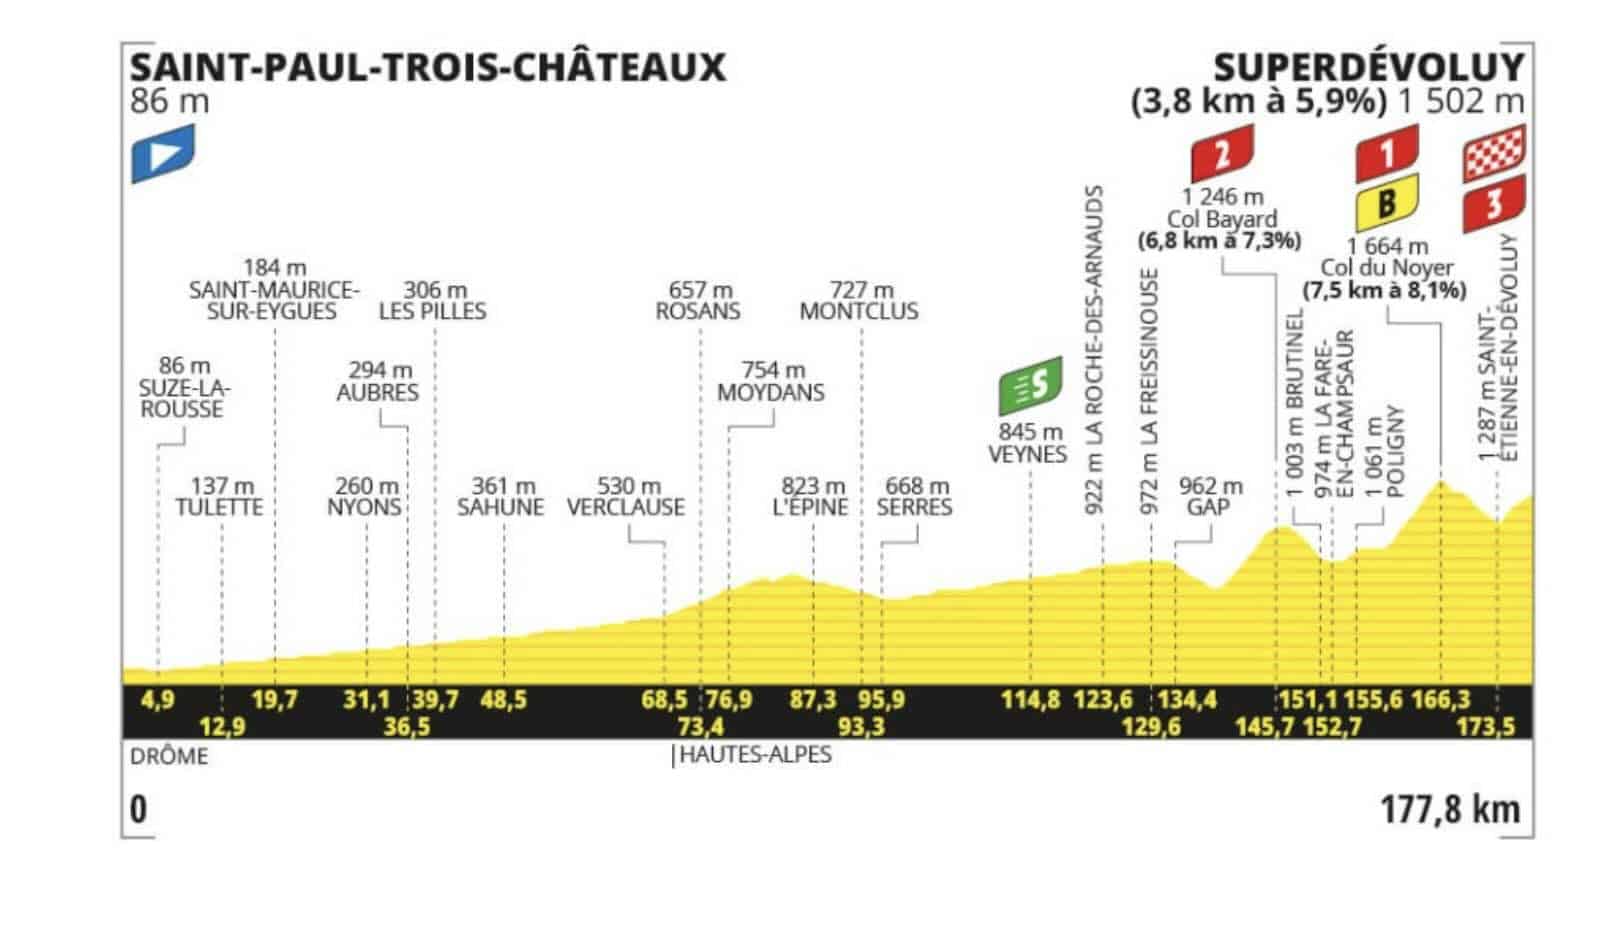 SAINT-PAUL-TROIS-CHÂTEAUX
86 m
SUPERDÉVOLUY
(3,8 km à 5,9%) 1 502 m
2
1
B
3
1 246 m
Col Bayard
(6,8 km à 7,3%)
1 664 m
Col du Noyer
(7,5 km à 8,1%)
184 m
SAINT-MAURICE-
SUR-EYGUES
306 m
LES PILLES
657 m
ROSANS
727 m
MONTCLUS
86 m
SUZE-LA-
ROUSSE
294 m
AUBRES
754 m
MOYDANS
S
845 m
VEYNES
137 m
TULETTE
260 m
NYONS
361 m
SAHUNE
530 m
VERCLAUSE
823 m
L'ÉPINE
668 m
SERRES
922 m LA ROCHE-DES-ARNAUDS
972 m LA FREISSINOUSE
962 m
GAP
1 003 m BRUTINEL
974 m LA FARE-
EN-CHAMPSAUR
1 061 m
POLIGNY
1 287 m SAINT-
ÉTIENNE-EN-DÉVOLUY
4,9 19,7 31,1 39,7 48,5 68,5 76,9 87,3 95,9 114,8 123,6 134,4 151,1 155,6 166,3
12,9 36,5 73,4 93,3 129,6 145,7 152,7 173,5
DRÔME
HAUTES-ALPES
0
177,8 km